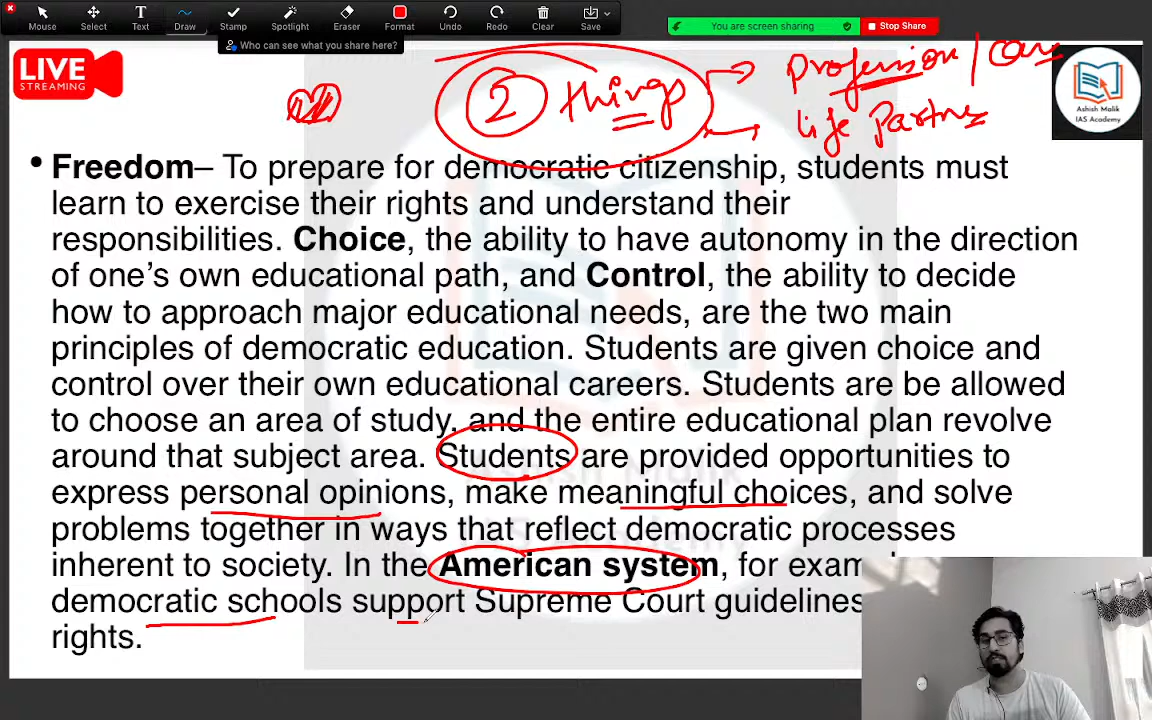 Mouse Select Text Draw Stamp Spotlight Eraser Format Undo Redo Clear Save
You are screen sharing Stop Share
Who can see what you share here?
LIVE
STREAMING
2 things
Profession /
life Partner
Ashish Malik
IAS Academy
• Freedom– To prepare for democratic citizenship, students must
learn to exercise their rights and understand their
responsibilities. Choice, the ability to have autonomy in the direction
of one's own educational path, and Control, the ability to decide
how to approach major educational needs, are the two main
principles of democratic education. Students are given choice and
control over their own educational careers. Students are be allowed
to choose an area of study, and the entire educational plan revolve
around that subject area. Students are provided opportunities to
express personal opinions, make meaningful choices, and solve
problems together in ways that reflect democratic processes
inherent to society. In the American system, for exam
democratic schools support Supreme Court guidelines
rights.